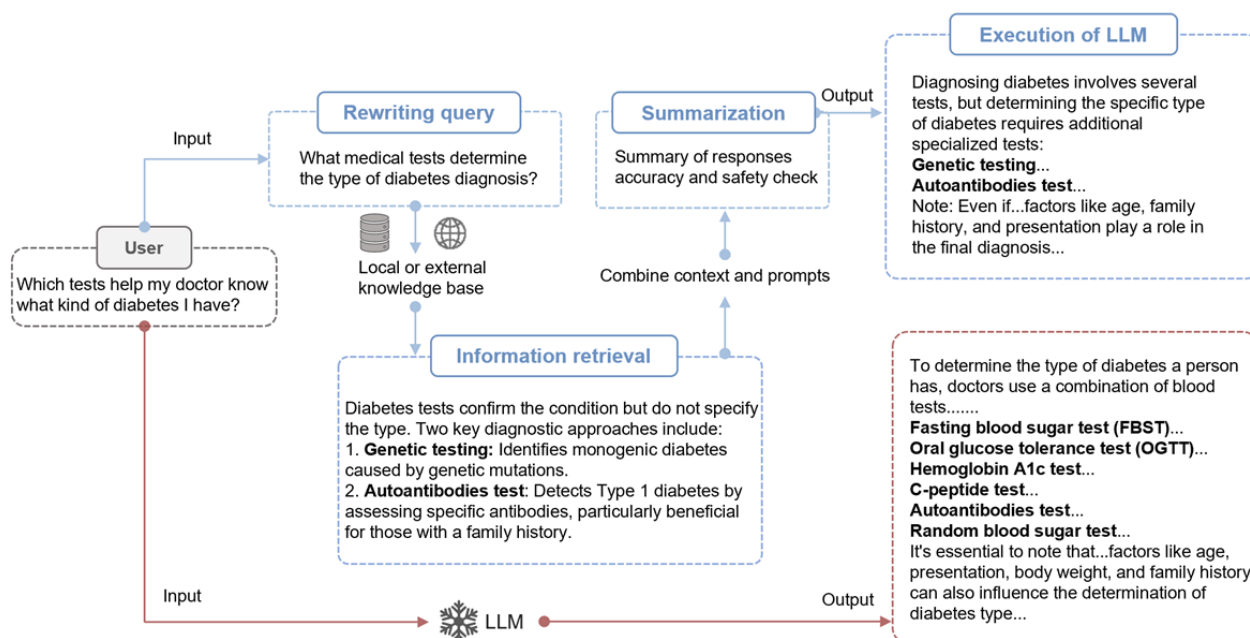 User
Which tests help my doctor know
what kind of diabetes I have?
Input
Rewriting query
What medical tests determine
the type of diabetes diagnosis?
Local or external
knowledge base
Information retrieval
Diabetes tests confirm the condition but do not specify
the type. Two key diagnostic approaches include:
1. Genetic testing: Identifies monogenic diabetes
caused by genetic mutations.
2. Autoantibodies test: Detects Type 1 diabetes by
assessing specific antibodies, particularly beneficial
for those with a family history.
Combine context and prompts
Summarization
Summary of responses
accuracy and safety check
Output
Execution of LLM
Diagnosing diabetes involves several
tests, but determining the specific type
of diabetes requires additional
specialized tests:
Genetic testing...
Autoantibodies test...
Note: Even if...factors like age, family
history, and presentation play a role in
the final diagnosis...
Input
LLM
Output
To determine the type of diabetes a person
has, doctors use a combination of blood
tests.......
Fasting blood sugar test (FBST)...
Oral glucose tolerance test (OGTT)...
Hemoglobin A1c test...
C-peptide test...
Autoantibodies test...
Random blood sugar test...
It's essential to note that...factors like age,
presentation, body weight, and family history
can also influence the determination of
diabetes type...